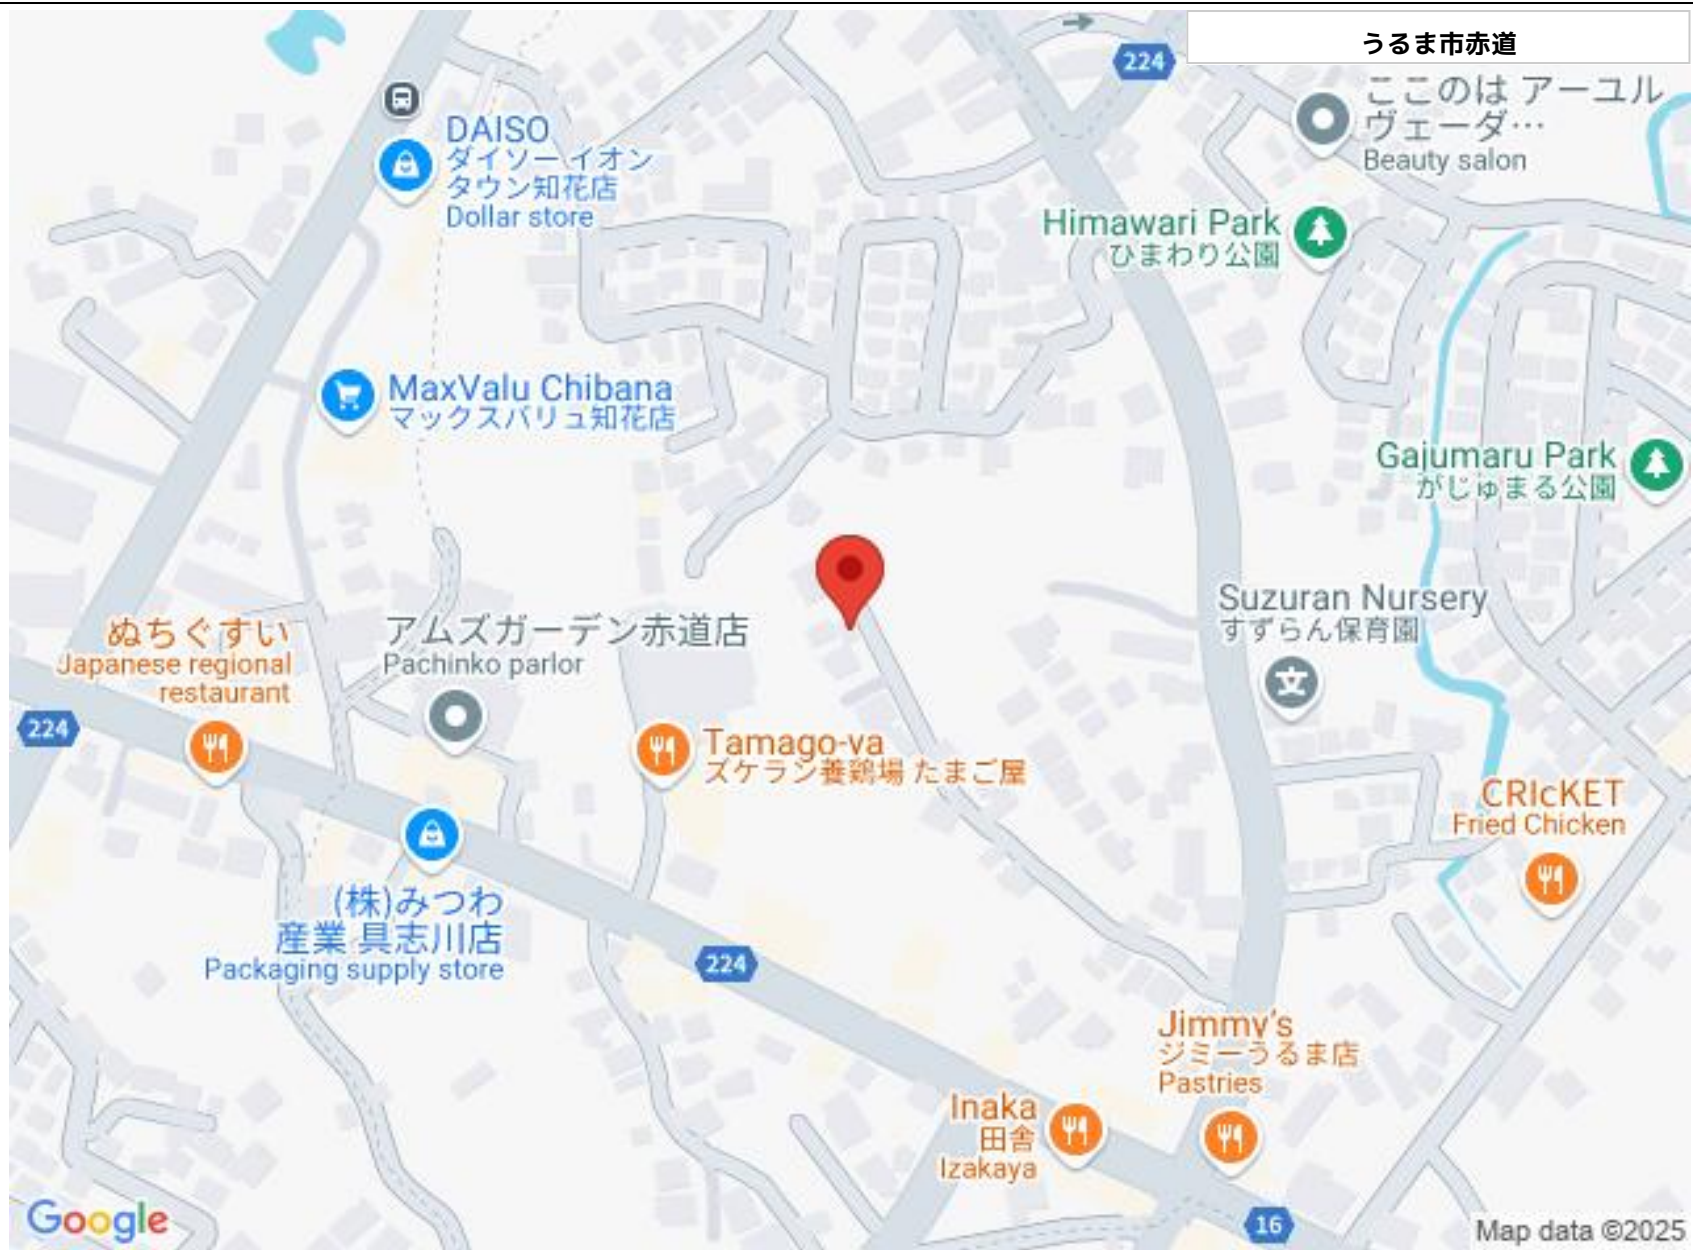 うるま市赤道
224
ここのは アーユル
ヴェーダ…
Beauty salon
DAISO
ダイソー イオン
タウン知花店
Dollar store
Himawari Park
ひまわり公園
MaxValu Chibana
マックスバリュ知花店
Gajumaru Park
がじゅまる公園
Suzuran Nursery
すずらん保育園
ぬちぐすい
Japanese regional
restaurant
アムズガーデン赤道店
Pachinko parlor
224
Tamago-ya
ズケラン養鶏場 たまご屋
CRIcKET
Fried Chicken
(株)みつわ
産業 具志川店
Packaging supply store
224
Jimmy's
ジミーうるま店
Pastries
Inaka
田舎
Izakaya
16
Google
Map data ©2025